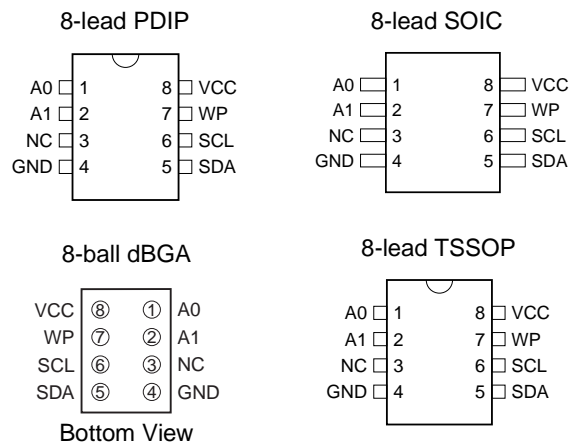 8-lead PDIP
A0 1 8 VCC
A1 2 7 WP
NC 3 6 SCL
GND 4 5 SDA
8-lead SOIC
A0 1 8 VCC
A1 2 7 WP
NC 3 6 SCL
GND 4 5 SDA
8-ball dBGA
VCC 8 1 A0
WP 7 2 A1
SCL 6 3 NC
SDA 5 4 GND
Bottom View
8-lead TSSOP
A0 1 8 VCC
A1 2 7 WP
NC 3 6 SCL
GND 4 5 SDA